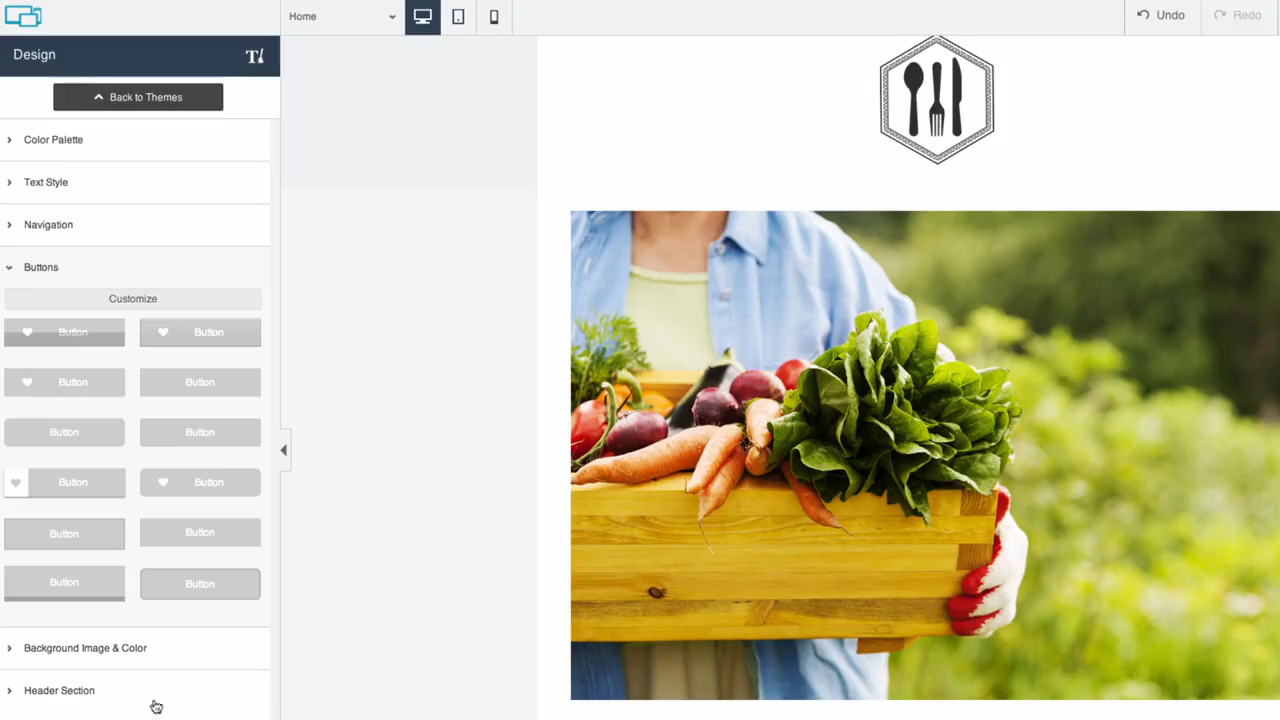 Home
Undo
Redo
Design
Back to Themes
Color Palette
Text Style
Navigation
Buttons
Customize
Button
Button
Button
Button
Button
Button
Button
Button
Button
Button
Button
Button
Background Image & Color
Header Section